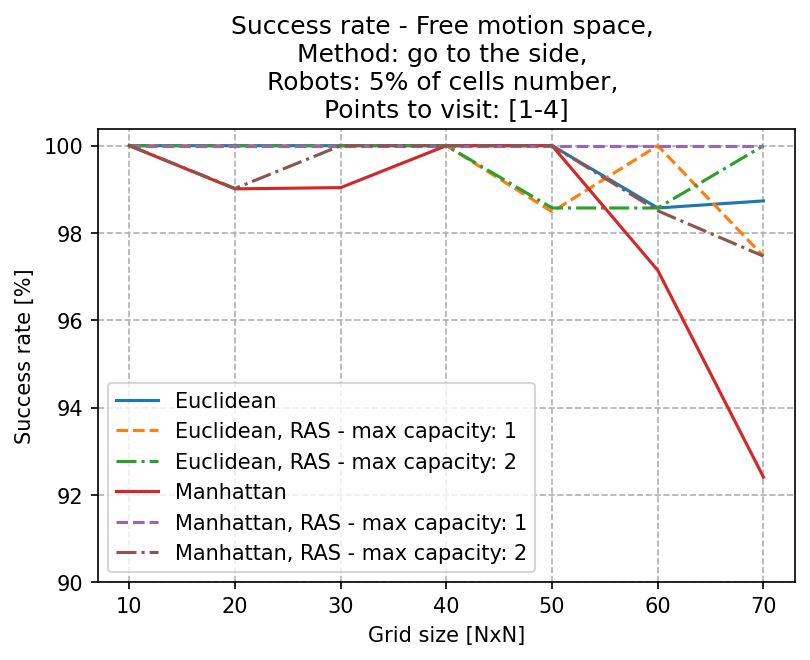 Success rate - Free motion space,
Method: go to the side,
Robots: 5% of cells number,
Points to visit: [1-4]
Success rate [%]
100
98
96
94
92
90
Euclidean
Euclidean, RAS - max capacity: 1
Euclidean, RAS - max capacity: 2
Manhattan
Manhattan, RAS - max capacity: 1
Manhattan, RAS - max capacity: 2
10 20 30 40 50 60 70
Grid size [NxN]